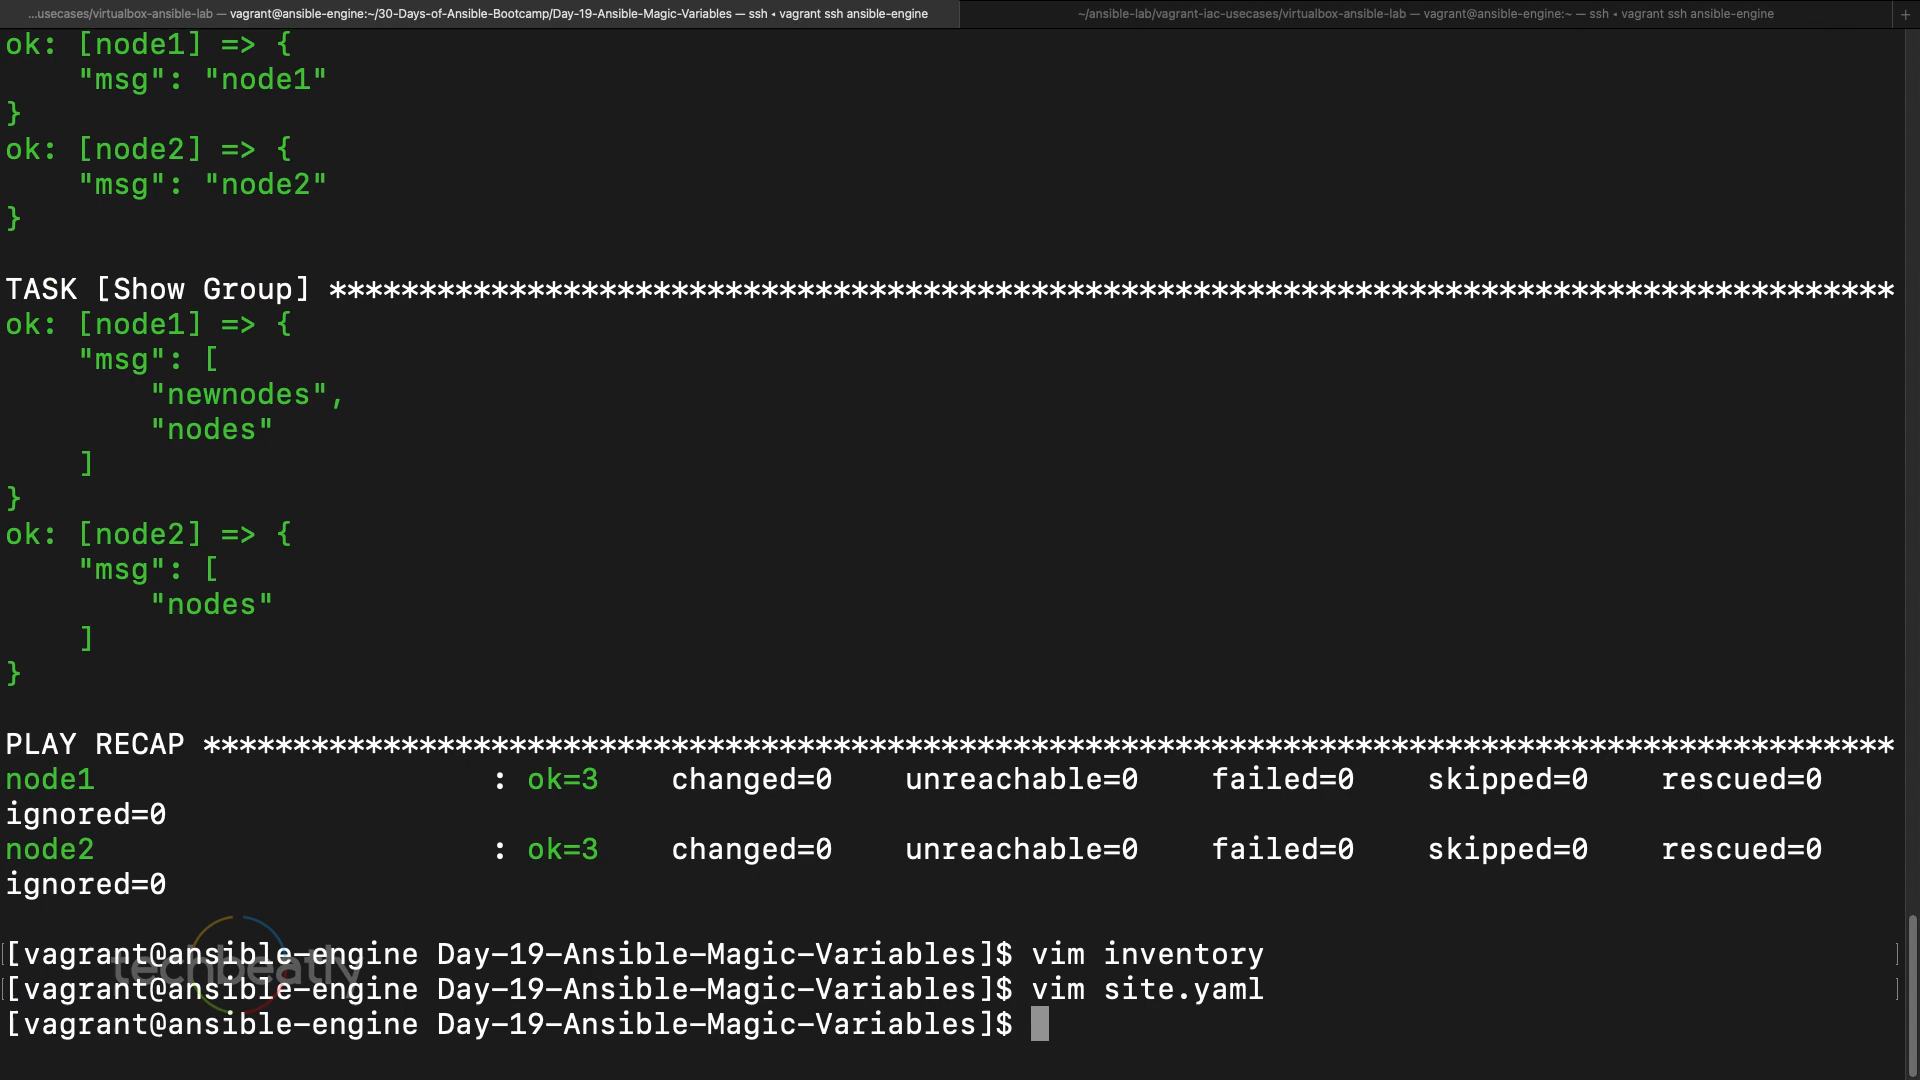 ...usecases/virtualbox-ansible-lab — vagrant@ansible-engine:~/30-Days-of-Ansible-Bootcamp/Day-19-Ansible-Magic-Variables — ssh ◂ vagrant ssh ansible-engine
~/ansible-lab/vagrant-iac-usecases/virtualbox-ansible-lab — vagrant@ansible-engine:~ — ssh ◂ vagrant ssh ansible-engine
+
ok: [node1] => {
    "msg": "node1"
}
ok: [node2] => {
    "msg": "node2"
}
TASK [Show Group] ***************************************************************************************
ok: [node1] => {
    "msg": [
        "newnodes",
        "nodes"
    ]
}
ok: [node2] => {
    "msg": [
        "nodes"
    ]
}
PLAY RECAP **********************************************************************************************
node1                      : ok=3    changed=0    unreachable=0    failed=0    skipped=0    rescued=0
ignored=0
node2                      : ok=3    changed=0    unreachable=0    failed=0    skipped=0    rescued=0
ignored=0
[vagrant@ansible-engine Day-19-Ansible-Magic-Variables]$ vim inventory
[vagrant@ansible-engine Day-19-Ansible-Magic-Variables]$ vim site.yaml
[vagrant@ansible-engine Day-19-Ansible-Magic-Variables]$
techbeatly